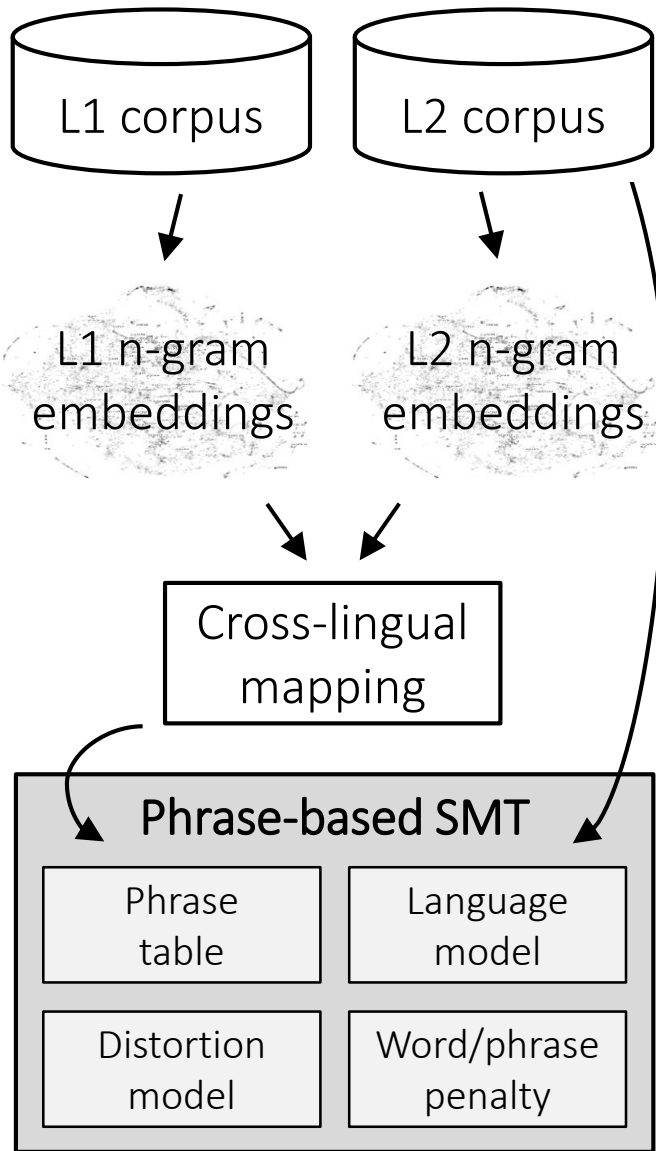 L1 corpus
L2 corpus
L1 n-gram
embeddings
L2 n-gram
embeddings
Cross-lingual
mapping
Phrase-based SMT
Phrase
table
Language
model
Distortion
model
Word/phrase
penalty